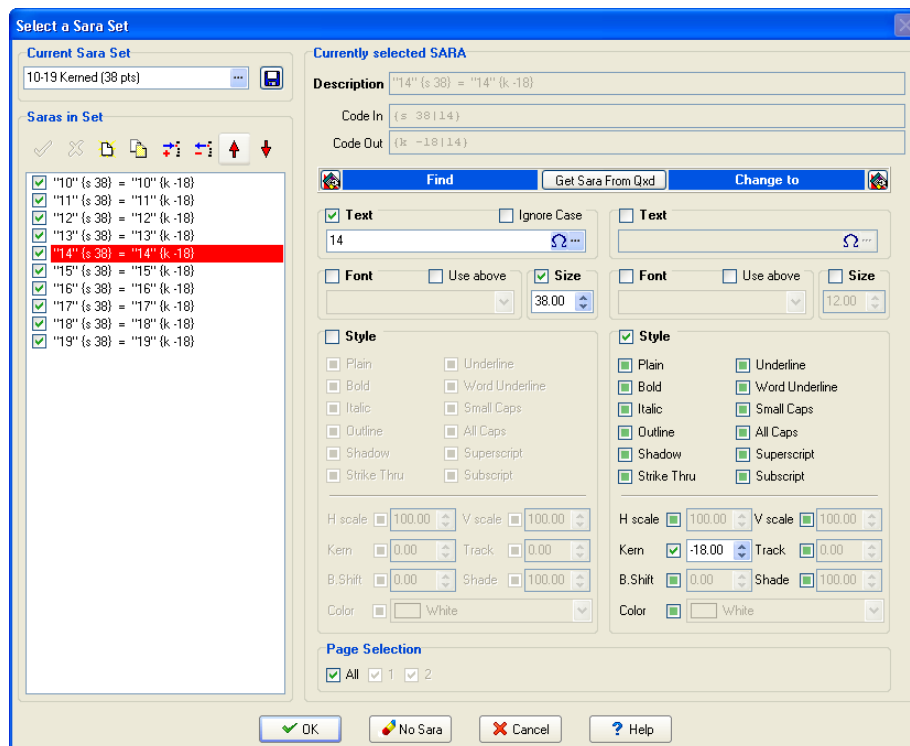 Select a Sara Set
Current Sara Set
10-19 Kerned (38 pts)
Saras in Set
"10" {s 38} = "10" {k -18}
"11" {s 38} = "11" {k -18}
"12" {s 38} = "12" {k -18}
"13" {s 38} = "13" {k -18}
"14" {s 38} = "14" {k -18}
"15" {s 38} = "15" {k -18}
"16" {s 38} = "16" {k -18}
"17" {s 38} = "17" {k -18}
"18" {s 38} = "18" {k -18}
"19" {s 38} = "19" {k -18}
Currently selected SARA
Description "14" {s 38} = "14" {k -18}
Code In {s 38|14}
Code Out {k -18|14}
Find Get Sara From Qxd Change to
Text Ignore Case Text
14 Ω ... Ω ...
Font Use above Size Font Use above Size
38.00 12.00
Style Style
Plain Underline Plain Underline
Bold Word Underline Bold Word Underline
Italic Small Caps Italic Small Caps
Outline All Caps Outline All Caps
Shadow Superscript Shadow Superscript
Strike Thru Subscript Strike Thru Subscript
H scale 100.00 V scale 100.00 H scale 100.00 V scale 100.00
Kern 0.00 Track 0.00 Kern -18.00 Track 0.00
B.Shift 0.00 Shade 100.00 B.Shift 0.00 Shade 100.00
Color White Color White
Page Selection
All 1 2
OK No Sara Cancel ? Help